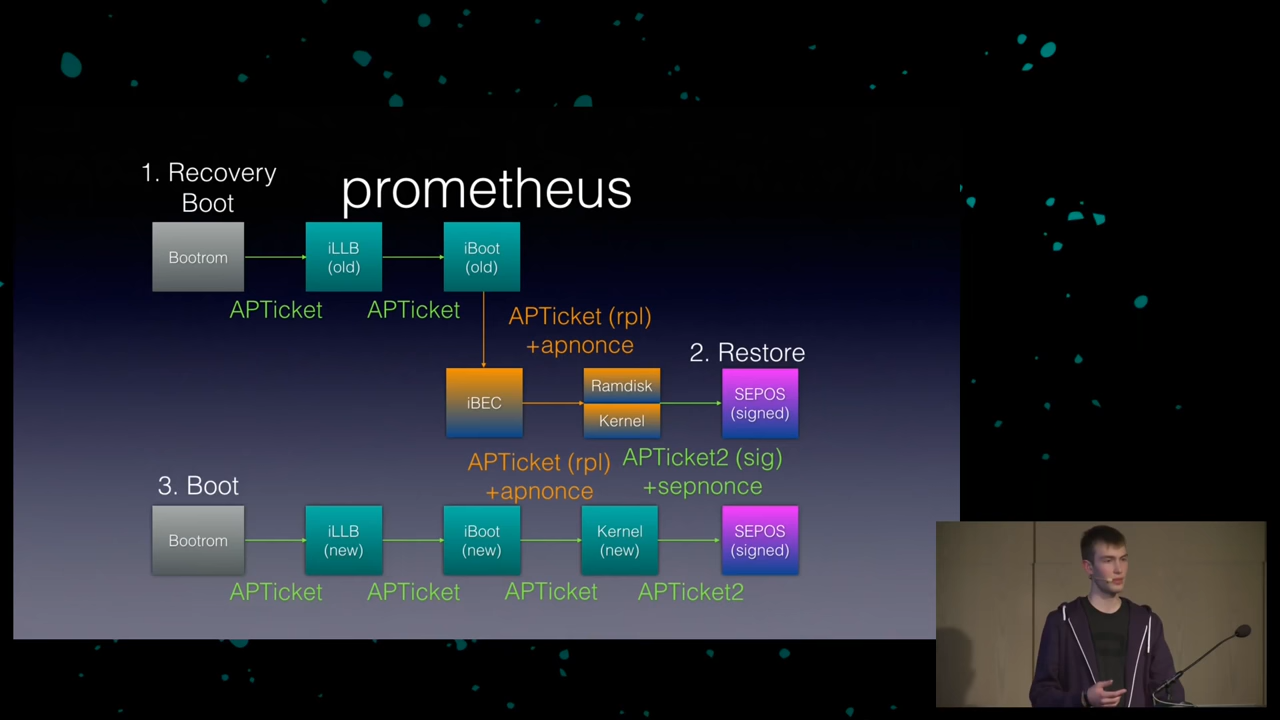 1. Recovery
Boot
prometheus
Bootrom
iLLB
(old)
iBoot
(old)
APTicket
APTicket
APTicket (rpl)
+apnonce
2. Restore
iBEC
Ramdisk
Kernel
SEPOS
(signed)
APTicket (rpl)
+apnonce
APTicket2 (sig)
+sepnonce
3. Boot
Bootrom
iLLB
(new)
iBoot
(new)
Kernel
(new)
SEPOS
(signed)
APTicket
APTicket
APTicket
APTicket2